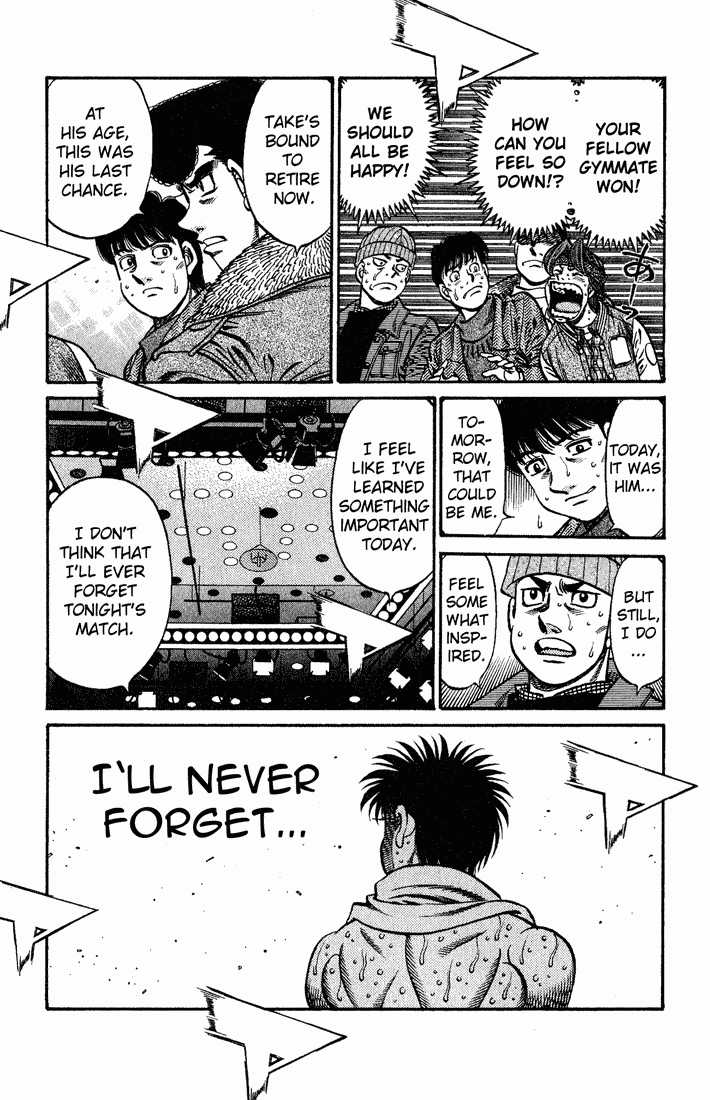 YOUR
FELLOW
GYMMATE
WON!
HOW
CAN YOU
FEEL SO
DOWN!?
WE
SHOULD
ALL BE
HAPPY!
あ
TAKE'S
BOUND
TO
RETIRE
NOW.
AT
HIS AGE,
THIS WAS
HIS LAST
CHANCE.
TODAY,
IT WAS
HIM...
TO-
MOR-
ROW,
THAT
COULD
BE ME.
BUT
STILL,
I DO
...
FEEL
SOME
WHAT
INSP-
IRED.
I FEEL
LIKE I'VE
LEARNED
SOMETHING
IMPORTANT
TODAY.
I DON'T
THINK THAT
I'LL EVER
FORGET
TONIGHT'S
MATCH.
I'LL NEVER
FORGET...